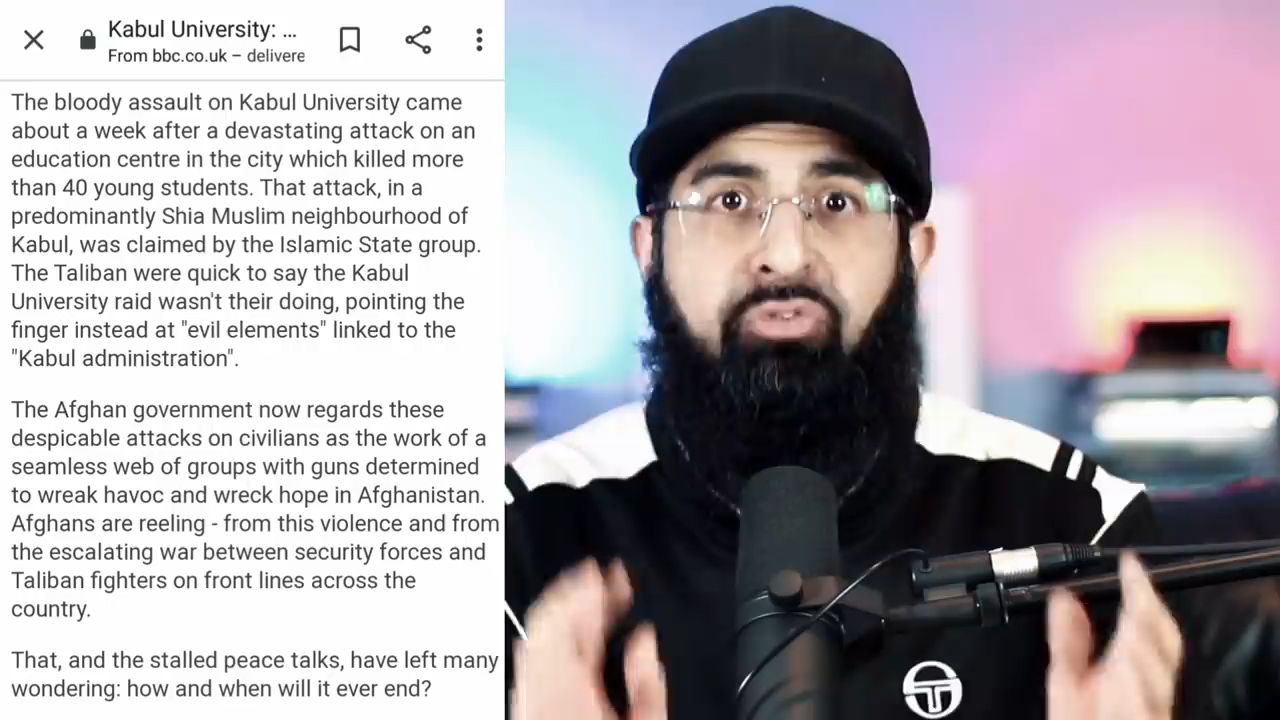 Kabul University: ...
From bbc.co.uk – delivere
The bloody assault on Kabul University came
about a week after a devastating attack on an
education centre in the city which killed more
than 40 young students. That attack, in a
predominantly Shia Muslim neighbourhood of
Kabul, was claimed by the Islamic State group.
The Taliban were quick to say the Kabul
University raid wasn't their doing, pointing the
finger instead at "evil elements" linked to the
"Kabul administration".
The Afghan government now regards these
despicable attacks on civilians as the work of a
seamless web of groups with guns determined
to wreak havoc and wreck hope in Afghanistan.
Afghans are reeling - from this violence and from
the escalating war between security forces and
Taliban fighters on front lines across the
country.
That, and the stalled peace talks, have left many
wondering: how and when will it ever end?